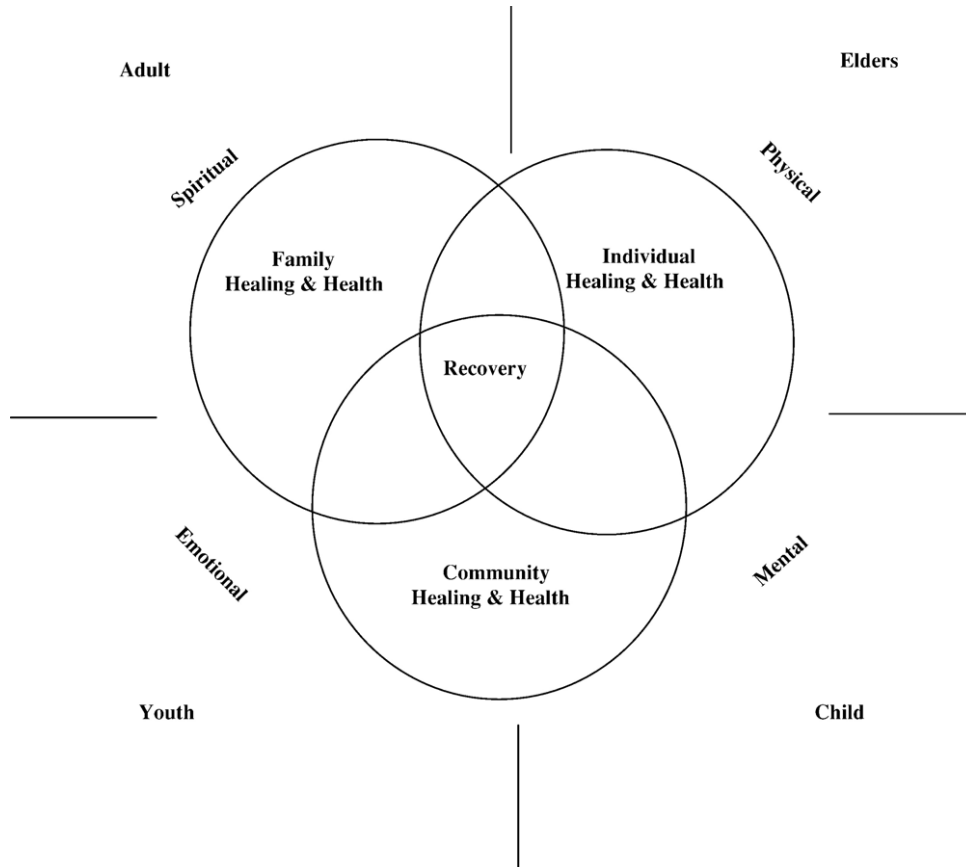 Adult
Elders
Spiritual
Physical
Family
Healing & Health
Individual
Healing & Health
Recovery
Emotional
Mental
Community
Healing & Health
Youth
Child